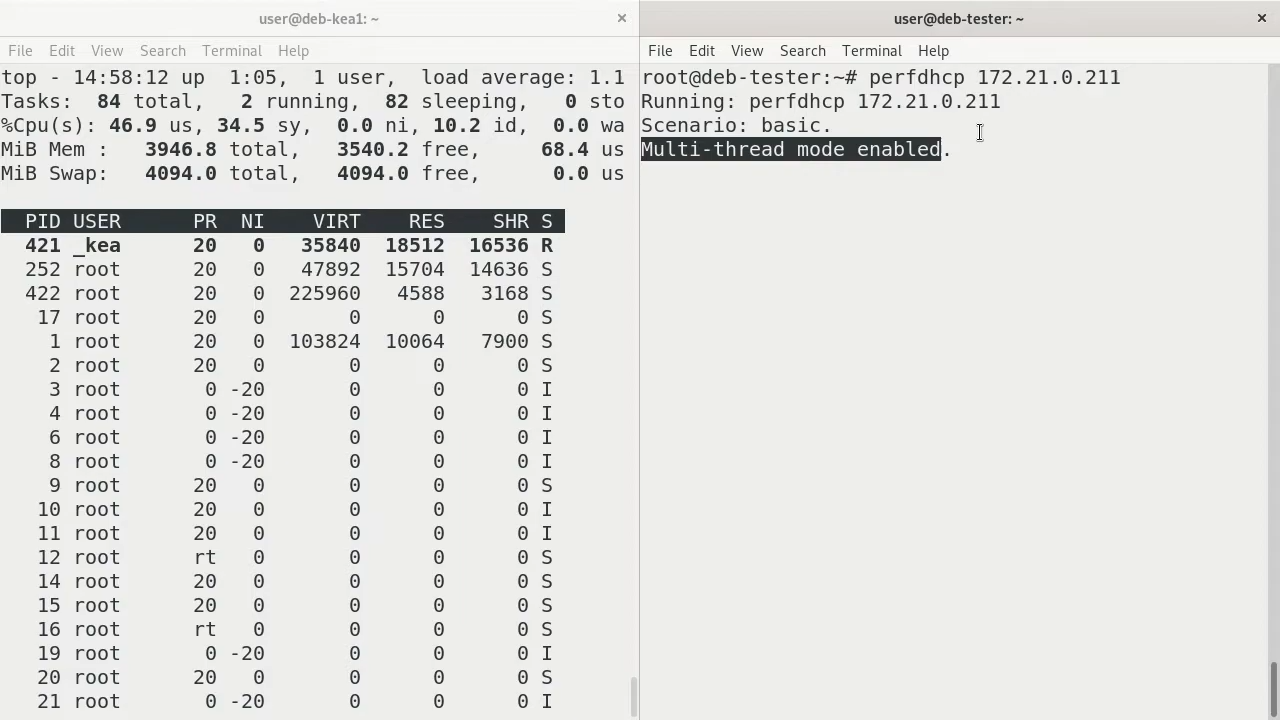 user@deb-kea1: ~ ×
File Edit View Search Terminal Help
top - 14:58:12 up  1:05,  1 user,  load average: 1.1
Tasks:  84 total,   2 running,  82 sleeping,   0 sto
%Cpu(s): 46.9 us, 34.5 sy,  0.0 ni, 10.2 id,  0.0 wa
MiB Mem :   3946.8 total,   3540.2 free,     68.4 us
MiB Swap:   4094.0 total,   4094.0 free,      0.0 us
PID USER      PR  NI    VIRT    RES    SHR S
421 _kea      20   0   35840  18512  16536 R
252 root      20   0   47892  15704  14636 S
422 root      20   0  225960   4588   3168 S
17 root      20   0       0      0      0 S
1 root      20   0  103824  10064   7900 S
2 root      20   0       0      0      0 S
3 root       0 -20       0      0      0 I
4 root       0 -20       0      0      0 I
6 root       0 -20       0      0      0 I
8 root       0 -20       0      0      0 I
9 root      20   0       0      0      0 S
10 root      20   0       0      0      0 I
11 root      20   0       0      0      0 I
12 root      rt   0       0      0      0 S
14 root      20   0       0      0      0 S
15 root      20   0       0      0      0 S
16 root      rt   0       0      0      0 S
19 root       0 -20       0      0      0 I
20 root      20   0       0      0      0 S
21 root       0 -20       0      0      0 I
user@deb-tester: ~ ×
File Edit View Search Terminal Help
root@deb-tester:~# perfdhcp 172.21.0.211
Running: perfdhcp 172.21.0.211
Scenario: basic.
Multi-thread mode enabled.